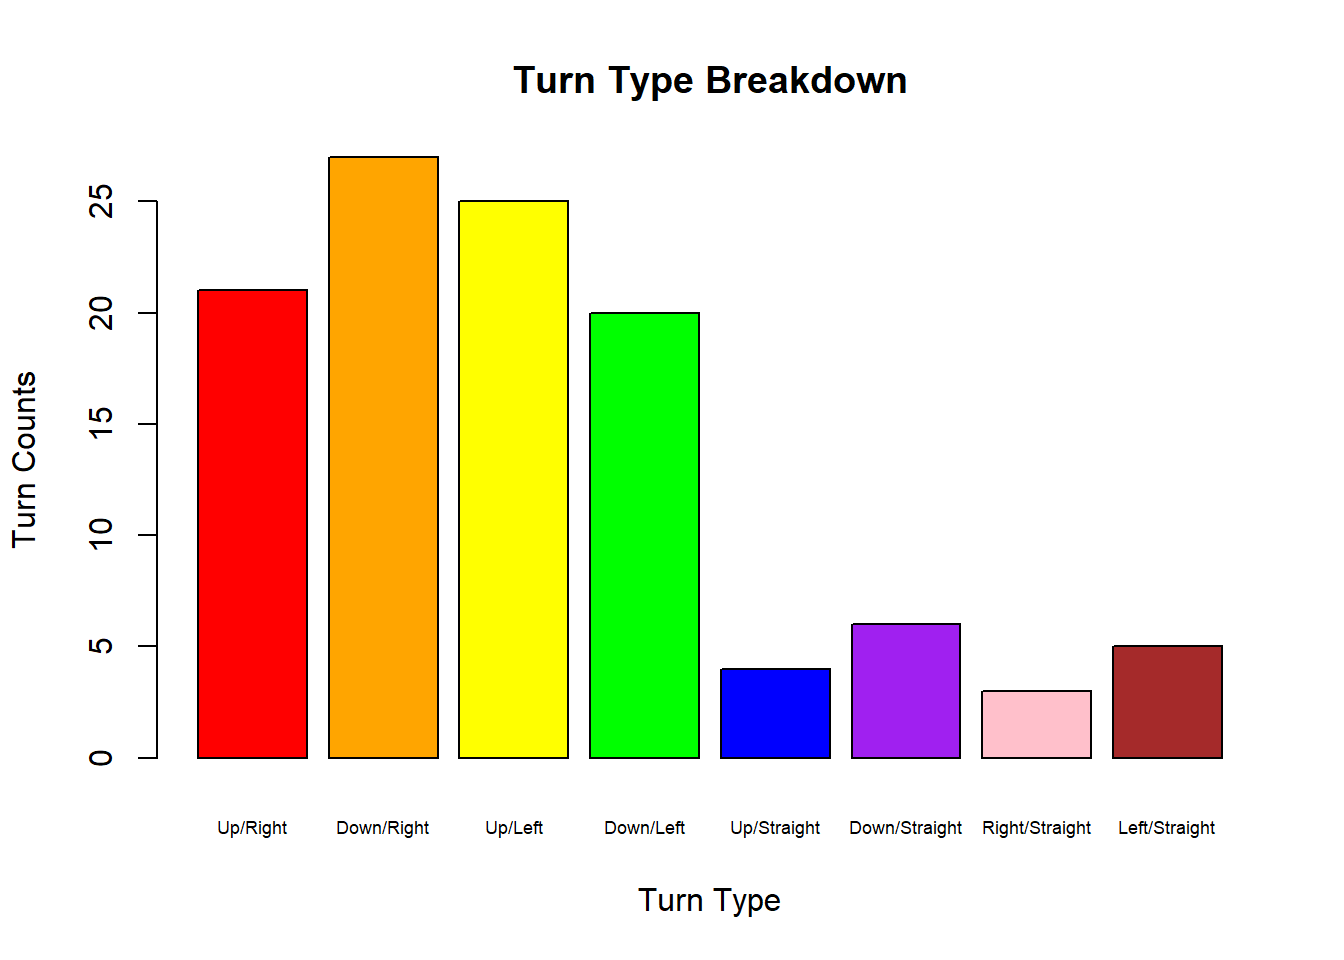 Turn Type Breakdown
Turn Counts
25
20
15
10
5
0
Up/Right Down/Right Up/Left Down/Left Up/Straight Down/Straight Right/Straight Left/Straight
Turn Type